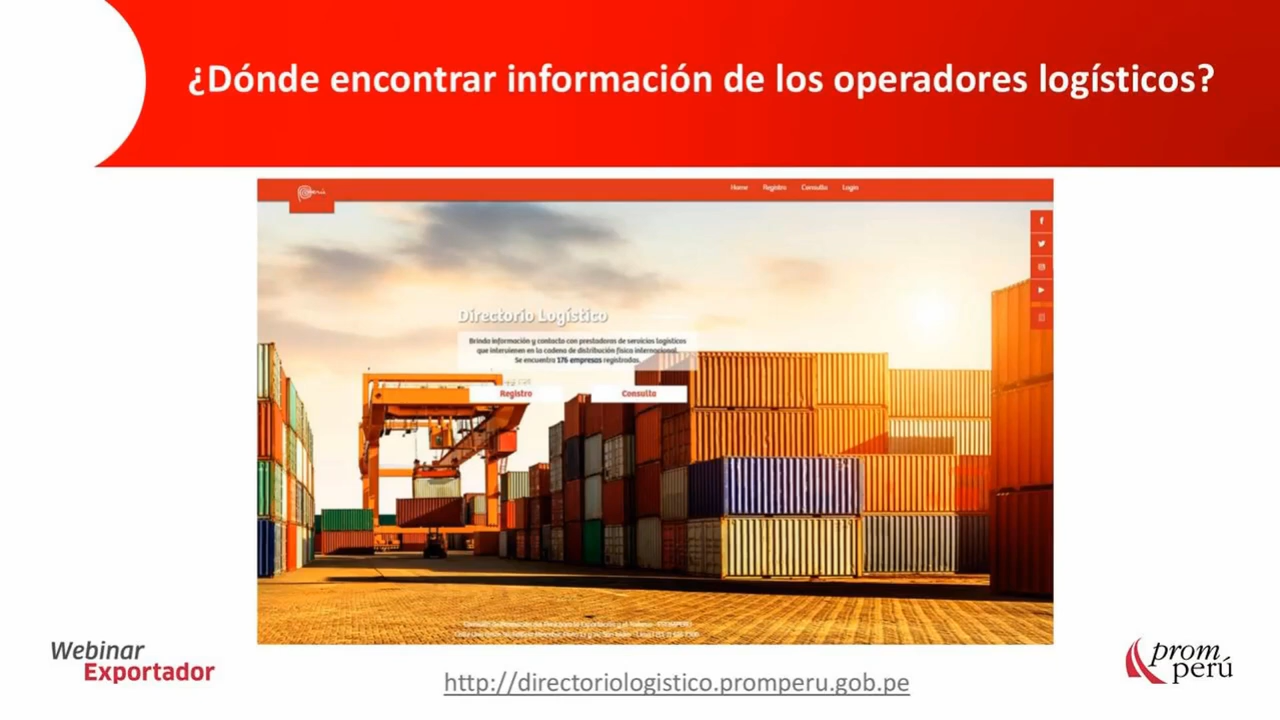 ¿Dónde encontrar información de los operadores logísticos?
Home Registro Consulta Login
Directorio Logístico
Brinda información y contacto con prestadores de servicios logísticos
que intervienen en la cadena de distribución física internacional.
Se encuentra 176 empresas registradas.
Registro Consulta
Webinar
Exportador
http://directoriologistico.promperu.gob.pe
prom
perú